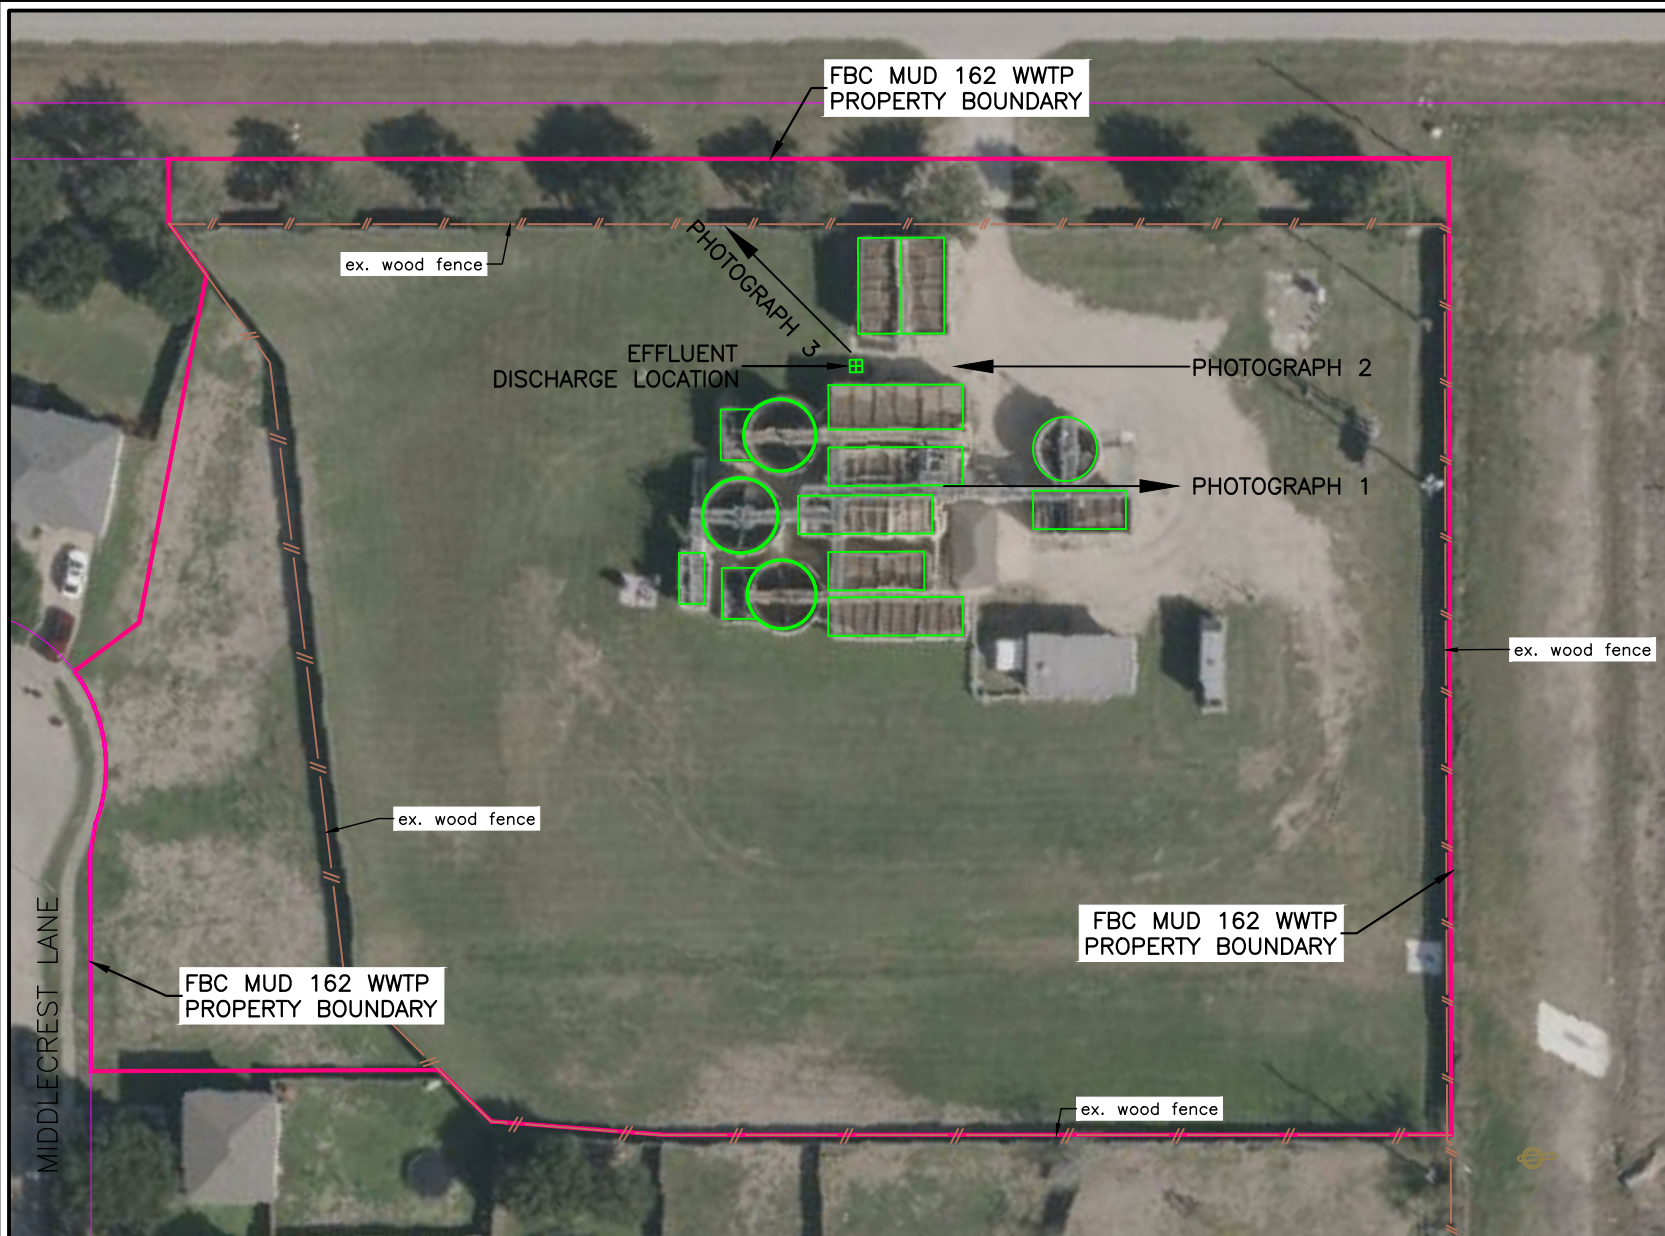 FBC MUD 162 WWTP
PROPERTY BOUNDARY
ex. wood fence
PHOTOGRAPH 3
EFFLUENT
DISCHARGE LOCATION
PHOTOGRAPH 2
PHOTOGRAPH 1
ex. wood fence
ex. wood fence
FBC MUD 162 WWTP
PROPERTY BOUNDARY
FBC MUD 162 WWTP
PROPERTY BOUNDARY
MIDDLECREST LANE
ex. wood fence